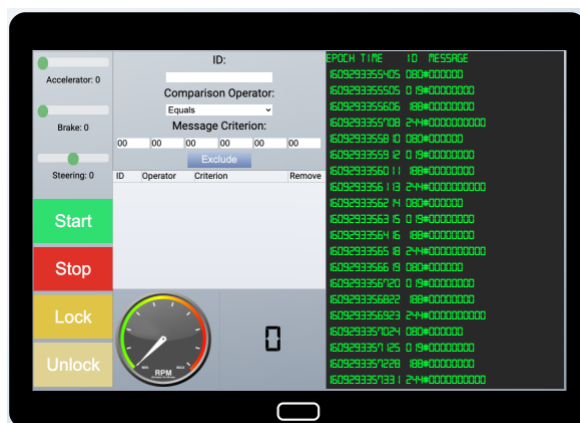 Accelerator: 0
Brake: 0
Steering: 0
Start
Stop
Lock
Unlock
ID:
Comparison Operator:
Equals
Message Criterion:
00 00 00 00 00 00
Exclude
ID Operator Criterion Remove
RPM
0
EPOCH TIME ID MESSAGE
1609293355405 080#000000
1609293355505 019#00000000
1609293355606 188#00000000
1609293355708 244#0000000000
1609293355810 080#000000
1609293355912 019#00000000
1609293356011 188#00000000
1609293356113 244#0000000000
1609293356214 080#000000
1609293356315 019#00000000
1609293356416 188#00000000
1609293356518 244#0000000000
1609293356619 080#000000
1609293356720 019#00000000
1609293356822 188#00000000
1609293356923 244#0000000000
1609293357024 080#000000
1609293357125 019#00000000
1609293357228 188#00000000
1609293357331 244#0000000000